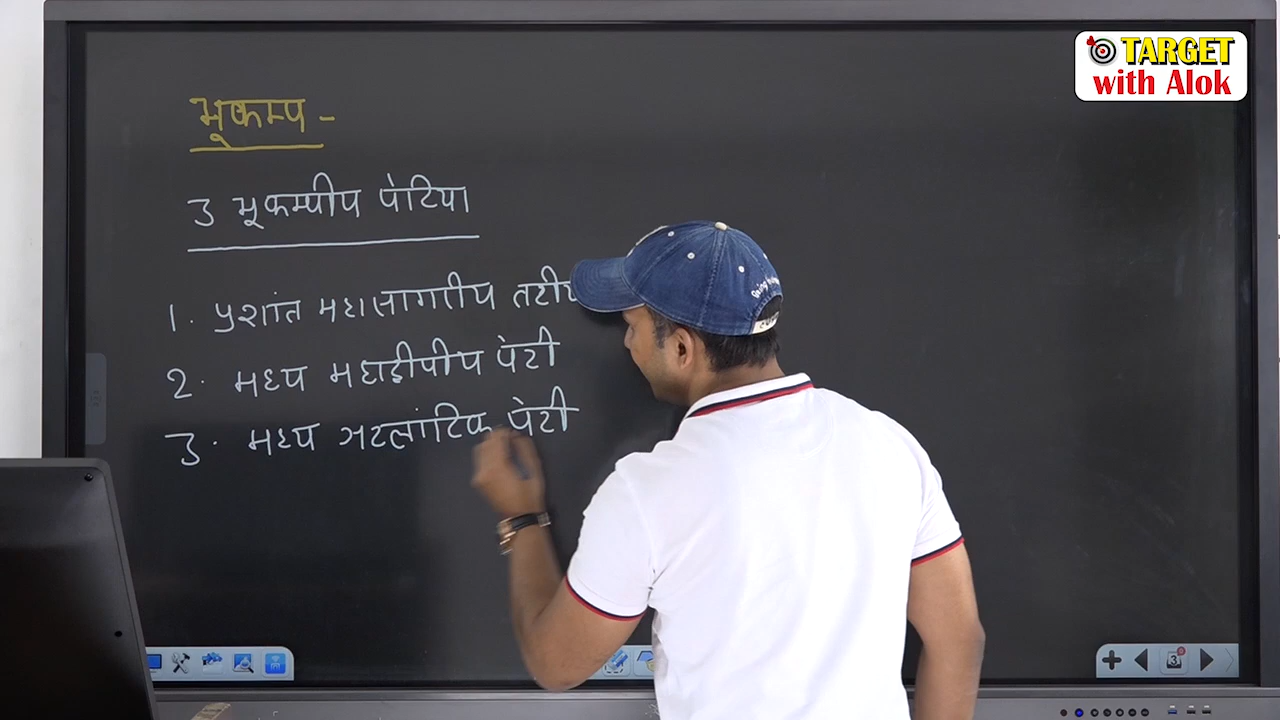 TARGET
with Alok
भूकम्प -
3 भूकम्पीय पेटिया
1. प्रशांत महासागरीय तटीय
2. मध्य महाद्वीपीय पेटी
3. मध्य अटलांटिक पेटी